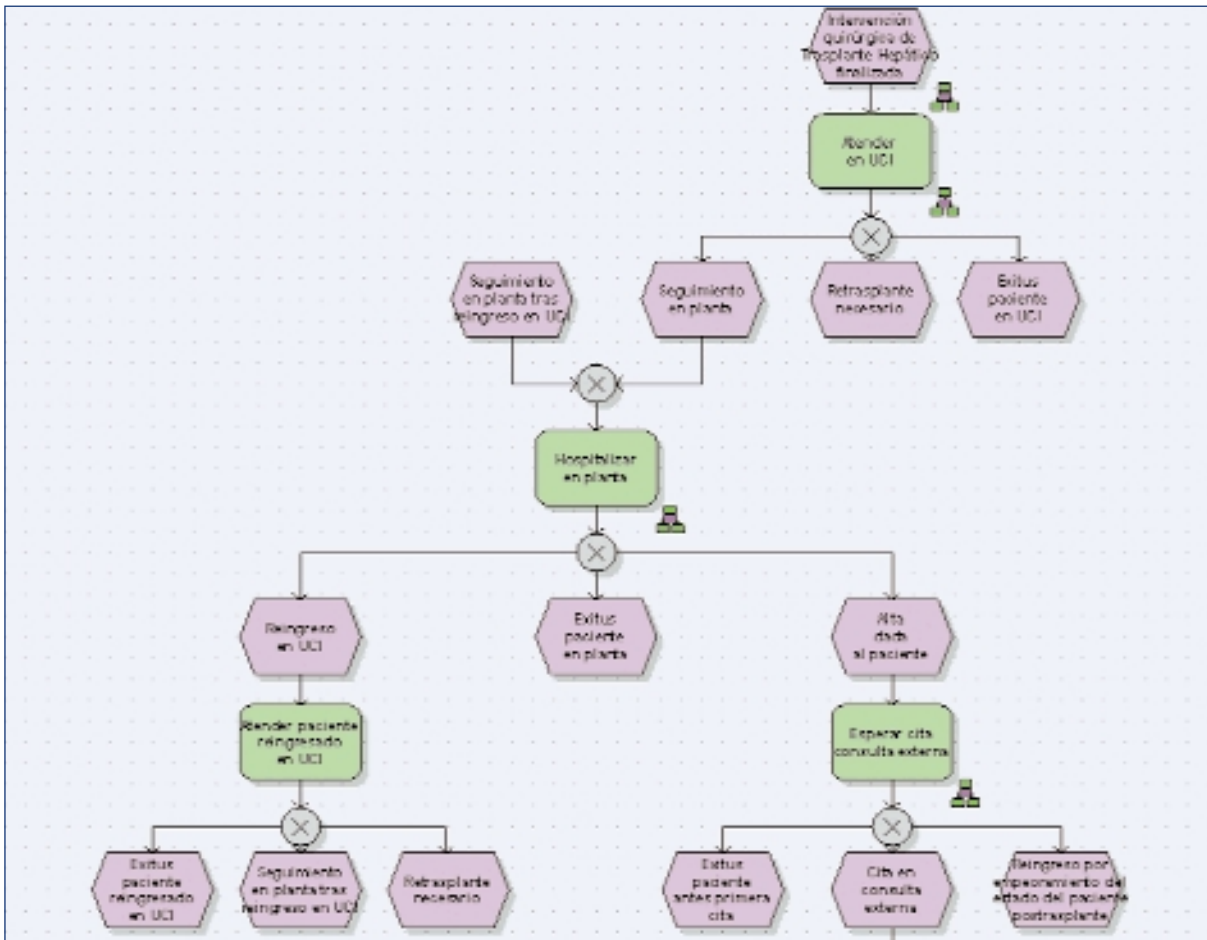 Intervención
quirúrgica de
Trasplante Hepático
finalizada
Atender
en UCI
Seguimiento
en planta tras
reingreso en UCI
Seguimiento
en planta
Retrasplante
necesario
Exitus
paciente
en UCI
Hospitalizar
en planta
Reingreso
en UCI
Exitus
paciente
en planta
Alta
dada
al paciente
Atender paciente
reingresado
en UCI
Esperar cita
consulta externa
Exitus
paciente
reingresado
en UCI
Seguimiento
en planta tras
reingreso en UCI
Retrasplante
necesario
Exitus
paciente
antes primera
cita
Cita en
consulta
externa
Reingreso por
empeoramiento del
estado del paciente
postrasplante